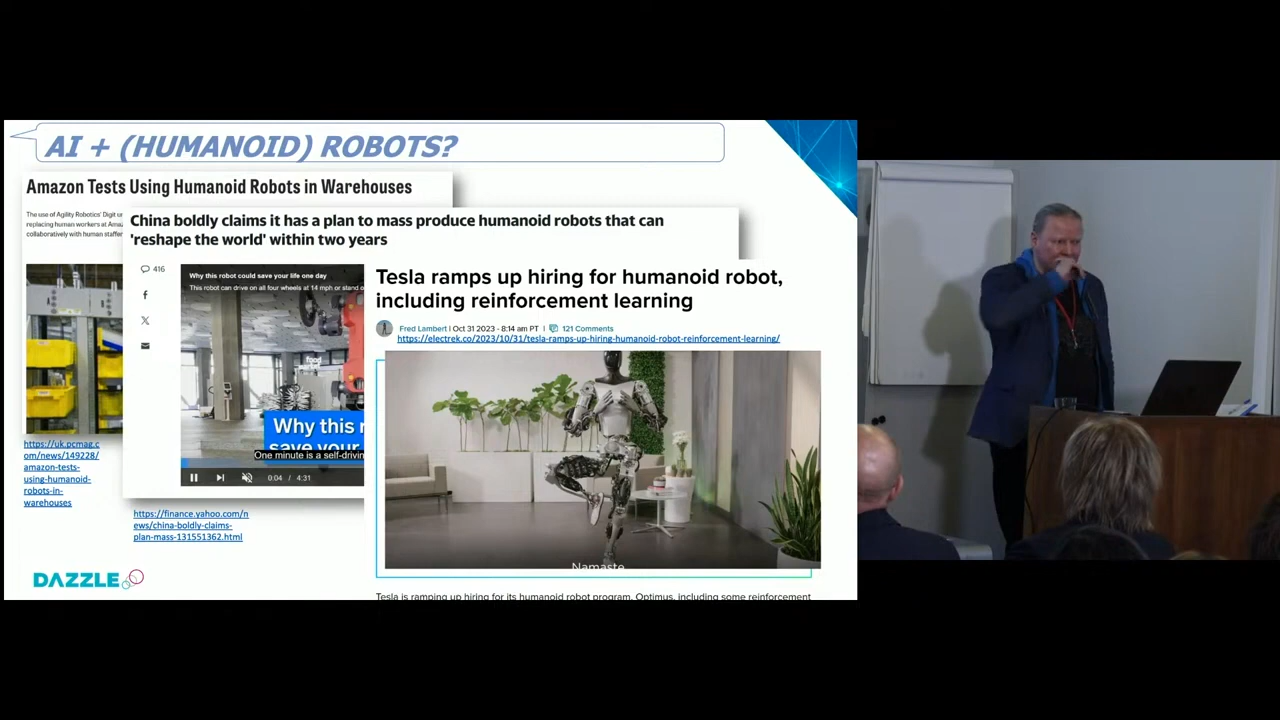 AI + (HUMANOID) ROBOTS?
Amazon Tests Using Humanoid Robots in Warehouses
The use of Agility Robotics' Digit
replacing human workers at
collaboratively with human
China boldly claims it has a plan to mass produce humanoid robots that can
'reshape the world' within two years
416
Why this robot could save your life one day
This robot can drive on all four wheels at 14 mph or stand
food
Why this
save your
One minute is a self-drivin
0:04 / 4:31
Tesla ramps up hiring for humanoid robot,
including reinforcement learning
Fred Lambert | Oct 31 2023 - 8:14 am PT | 121 Comments
https://electrek.co/2023/10/31/tesla-ramps-up-hiring-humanoid-robot-reinforcement-learning/
Namaste
Tesla is ramping up hiring for its humanoid robot program, Optimus, including some reinforcement
https://uk.pcmag.c
om/news/149228/
amazon-tests-
using-humanoid-
robots-in-
warehouses
https://finance.yahoo.com/n
ews/china-boldly-claims-
plan-mass-131551362.html
DAZZLE